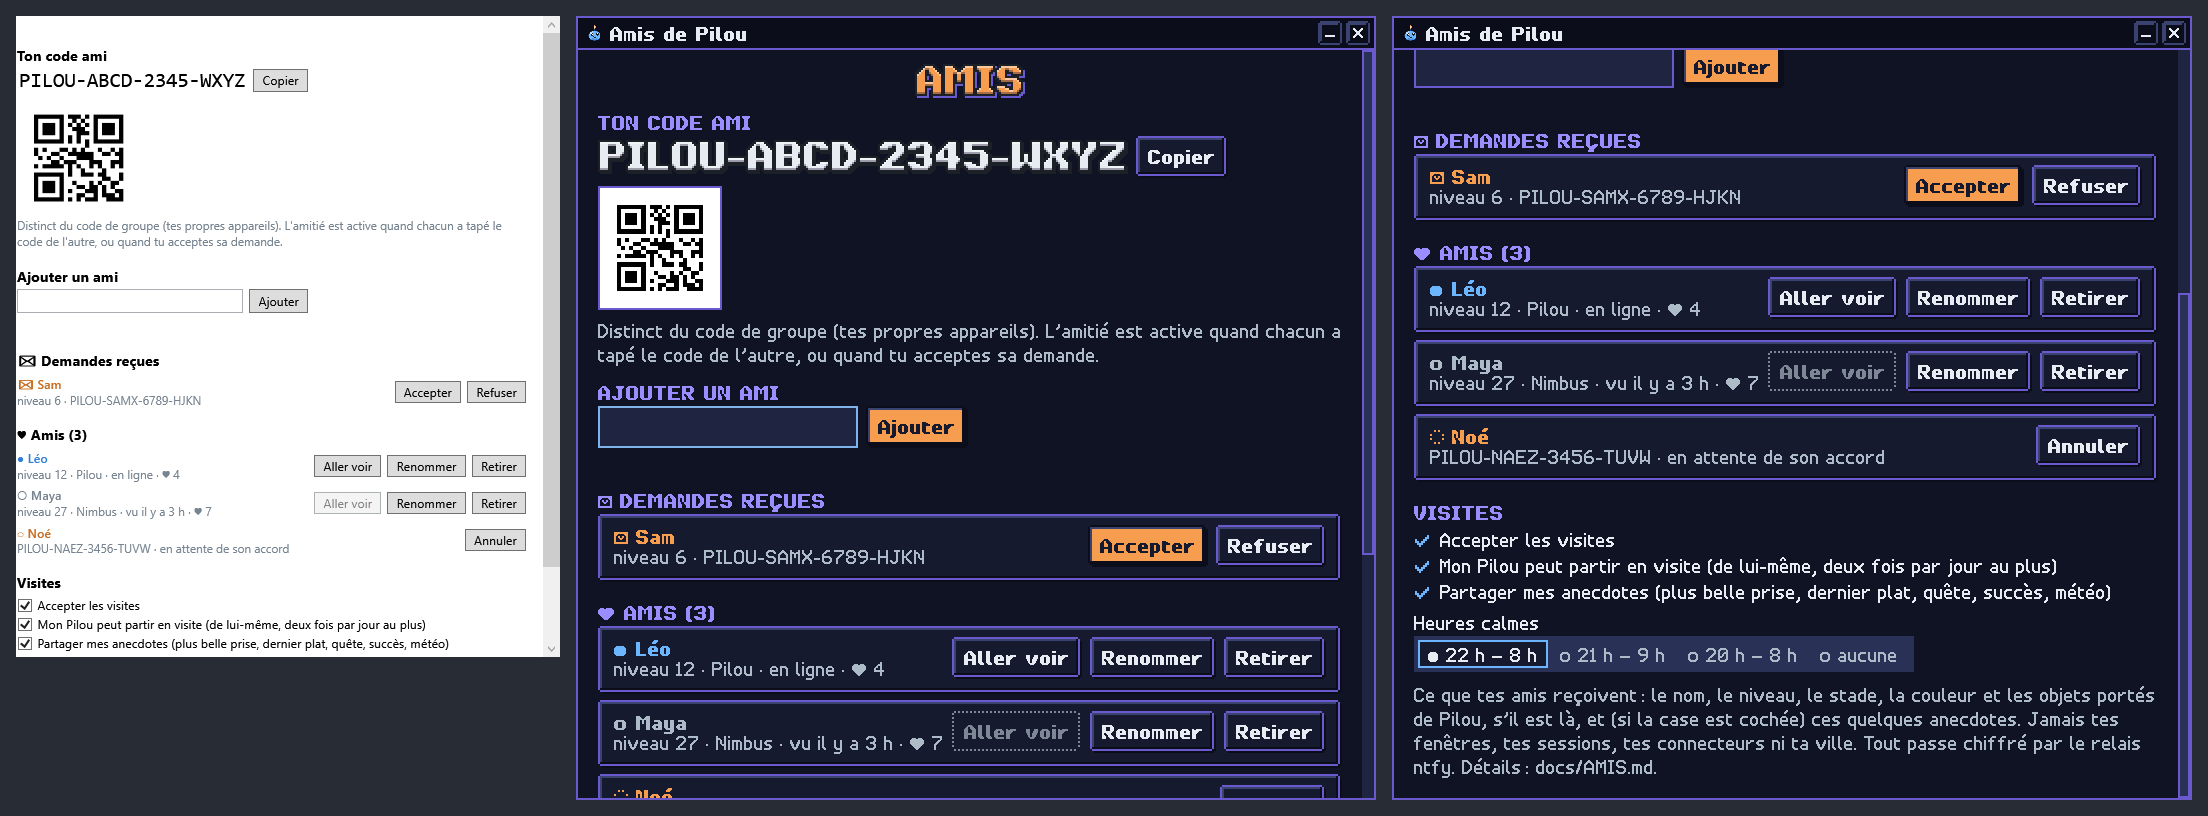 Ton code ami
PILOU-ABCD-2345-WXYZ Copier
Distinct du code de groupe (tes propres appareils). L'amitié est active quand chacun a tapé le
code de l'autre, ou quand tu acceptes sa demande.
Ajouter un ami
Ajouter
Demandes reçues
Sam
niveau 6 · PILOU-SAMX-6789-HJKN
Accepter Refuser
♥ Amis (3)
● Léo
niveau 12 · Pilou · en ligne · ♥ 4
Aller voir Renommer Retirer
○ Maya
niveau 27 · Nimbus · vu il y a 3 h · ♥ 7
Aller voir Renommer Retirer
Noé
PILOU-NAEZ-3456-TUVW · en attente de son accord
Annuler
Visites
Accepter les visites
Mon Pilou peut partir en visite (de lui-même, deux fois par jour au plus)
Partager mes anecdotes (plus belle prise, dernier plat, quête, succès, météo)
Amis de Pilou
AMIS
TON CODE AMI
PILOU-ABCD-2345-WXYZ Copier
Distinct du code de groupe (tes propres appareils). L'amitié est active quand chacun a
tapé le code de l'autre, ou quand tu acceptes sa demande.
AJOUTER UN AMI
Ajouter
DEMANDES REÇUES
Sam
niveau 6 · PILOU-SAMX-6789-HJKN
Accepter Refuser
♥ AMIS (3)
● Léo
niveau 12 · Pilou · en ligne · ♥ 4
Aller voir Renommer Retirer
○ Maya
niveau 27 · Nimbus · vu il y a 3 h · ♥ 7
Aller voir Renommer Retirer
Noé
Amis de Pilou
Ajouter
DEMANDES REÇUES
Sam
niveau 6 · PILOU-SAMX-6789-HJKN
Accepter Refuser
♥ AMIS (3)
● Léo
niveau 12 · Pilou · en ligne · ♥ 4
Aller voir Renommer Retirer
○ Maya
niveau 27 · Nimbus · vu il y a 3 h · ♥ 7
Aller voir Renommer Retirer
Noé
PILOU-NAEZ-3456-TUVW · en attente de son accord
Annuler
VISITES
Accepter les visites
Mon Pilou peut partir en visite (de lui-même, deux fois par jour au plus)
Partager mes anecdotes (plus belle prise, dernier plat, quête, succès, météo)
Heures calmes
● 22 h – 8 h ○ 21 h – 9 h ○ 20 h – 8 h ○ aucune
Ce que tes amis reçoivent : le nom, le niveau, le stade, la couleur et les objets portés
de Pilou, s'il est là, et (si la case est cochée) ces quelques anecdotes. Jamais tes
fenêtres, tes sessions, tes connecteurs ni ta ville. Tout passe chiffré par le relais
ntfy. Détails : docs/AMIS.md.